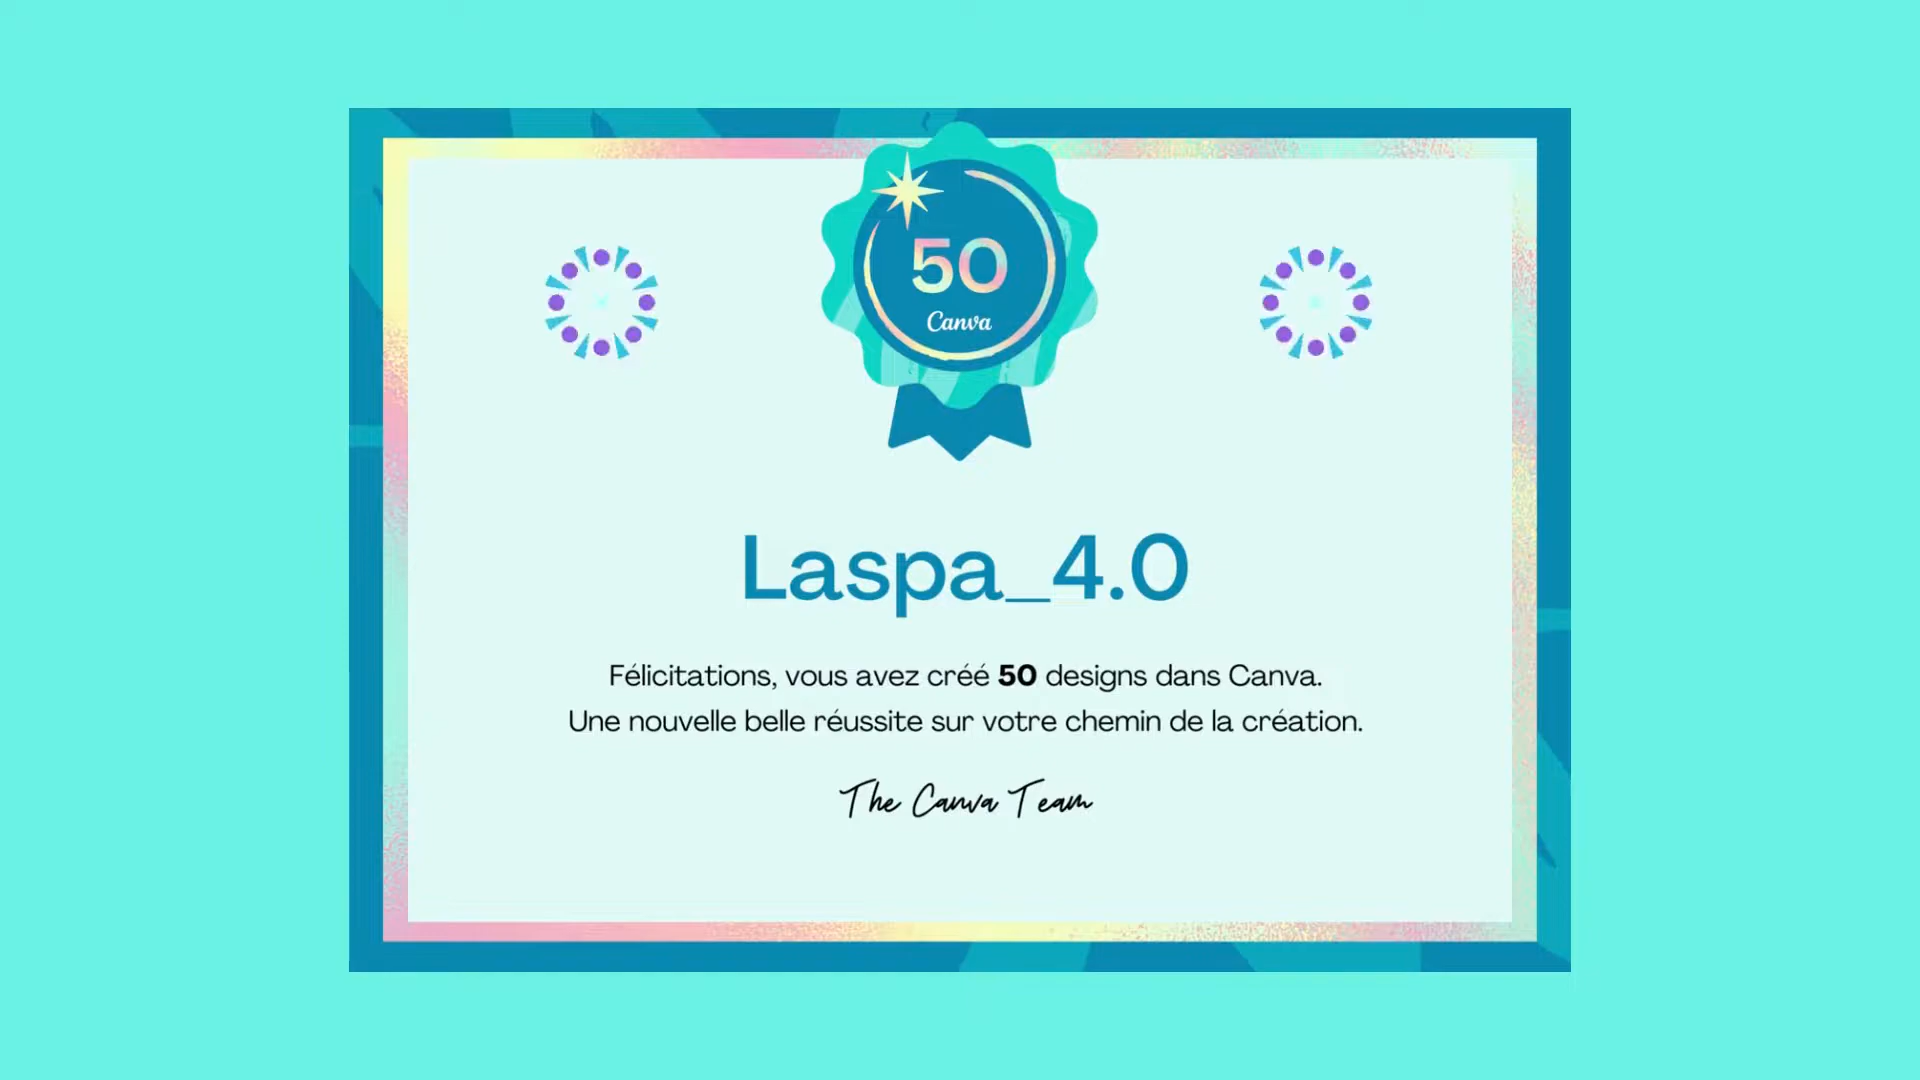 50
Canva
Laspa_4.0
Félicitations, vous avez créé 50 designs dans Canva.
Une nouvelle belle réussite sur votre chemin de la création.
The Canva Team